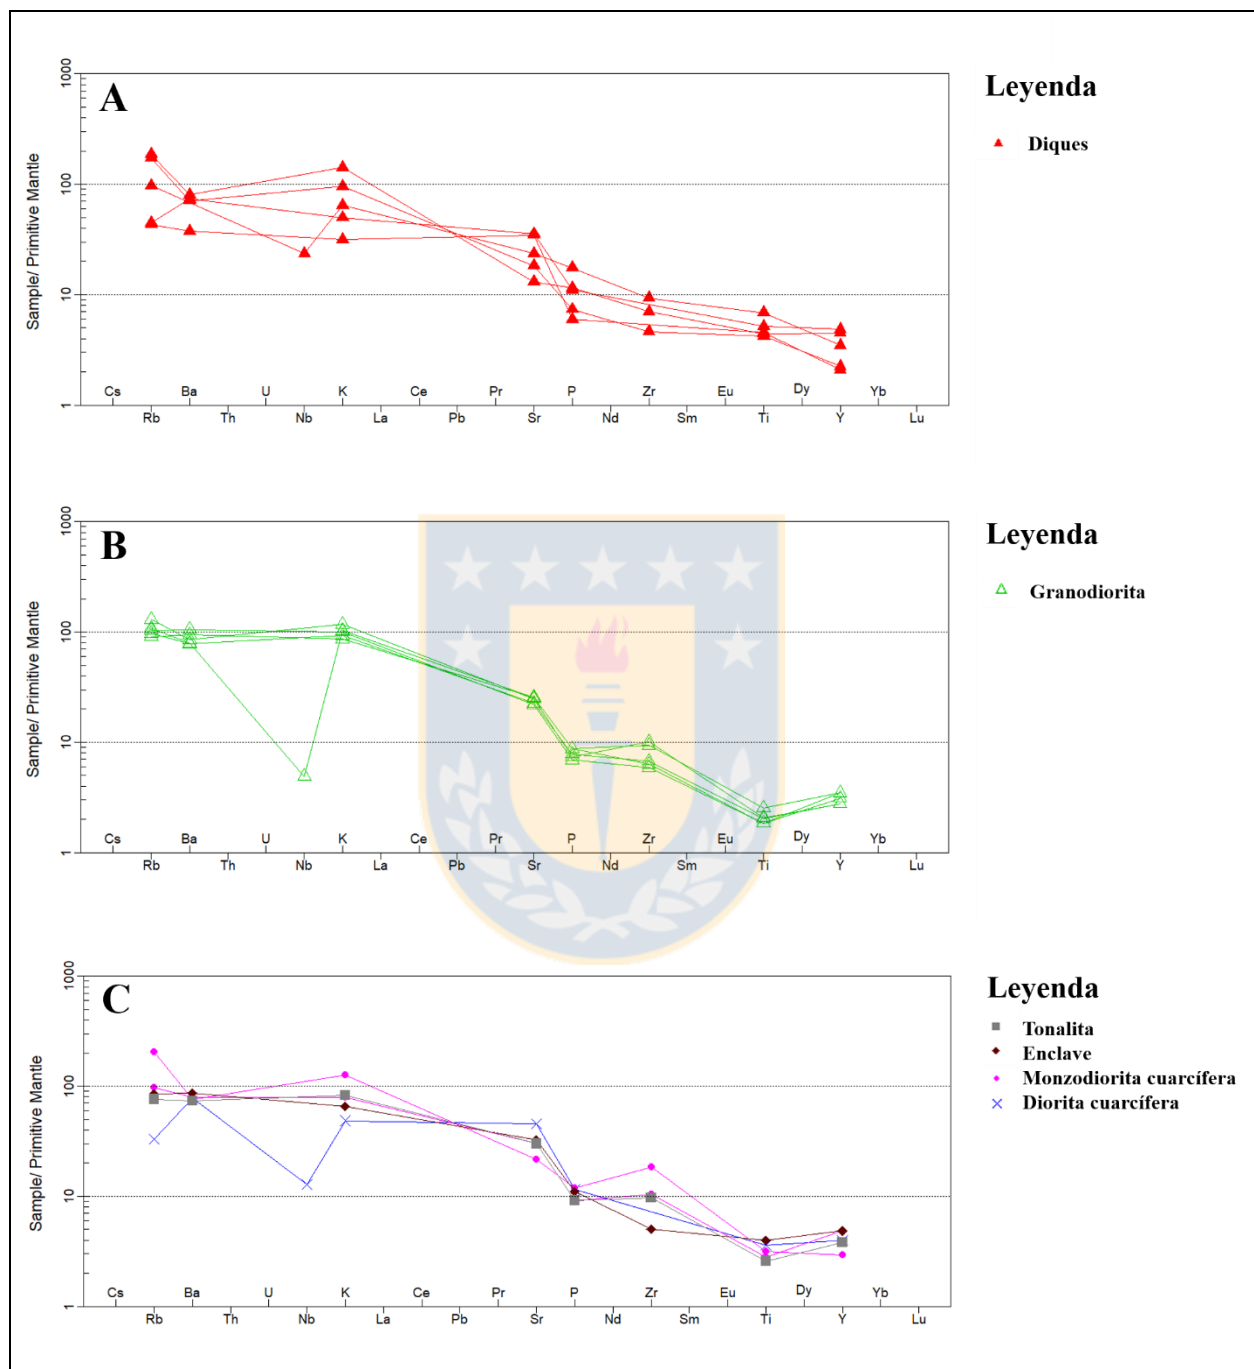 A
Leyenda
Diques
Sample/ Primitive Mantle
1000
100
10
1
Cs Ba U K Ce Pr Sr P Zr Eu Dy Yb
Rb Th Nb La Pb Sr Nd Sm Ti Y Lu
B
Leyenda
Granodiorita
Sample/ Primitive Mantle
1000
100
10
1
Cs Ba U K Ce Pr P Zr Eu Dy Yb
Rb Th Nb La Pb Sr Nd Sm Ti Y Lu
C
Leyenda
Tonalita
Enclave
Monzodiorita cuarcífera
Diorita cuarcífera
Sample/ Primitive Mantle
1000
100
10
1
Cs Ba U K Ce Pr P Zr Eu Dy Yb
Rb Th Nb La Pb Sr Nd Sm Ti Y Lu